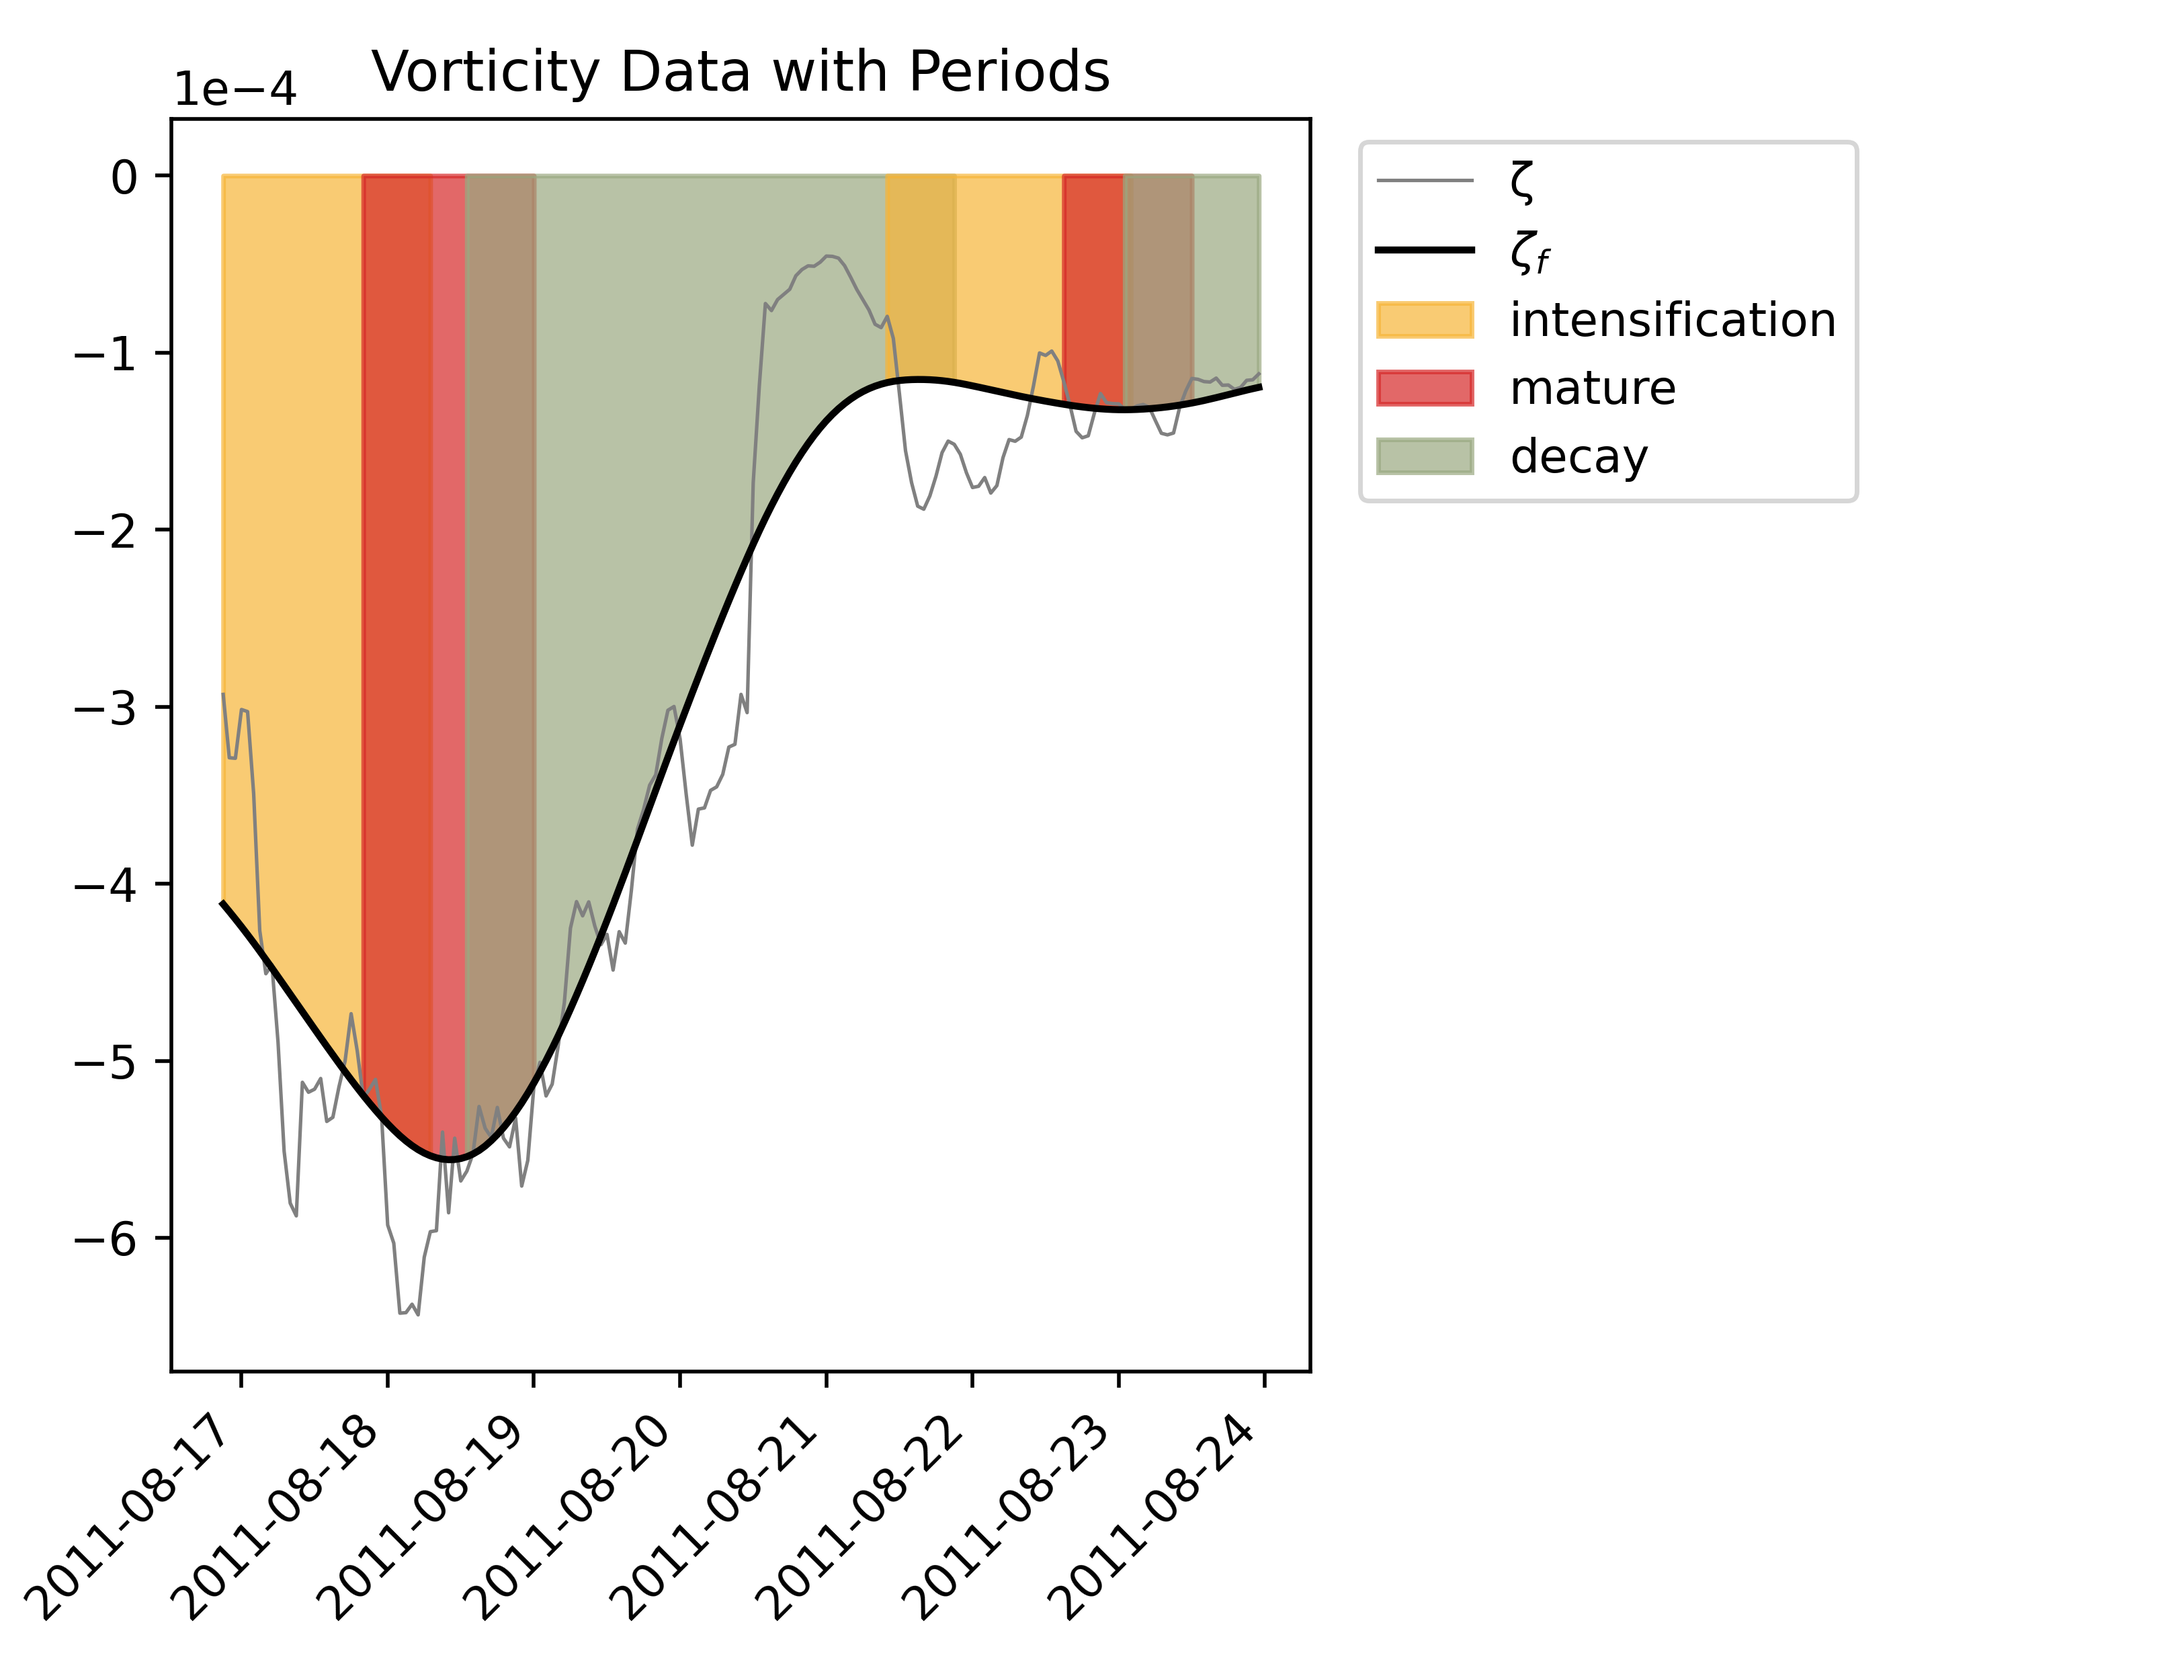 Vorticity Data with Periods
1e−4
0
−1
−2
−3
−4
−5
−6
2011-08-17
2011-08-18
2011-08-19
2011-08-20
2011-08-21
2011-08-22
2011-08-23
2011-08-24
ζ
ζf
intensification
mature
decay